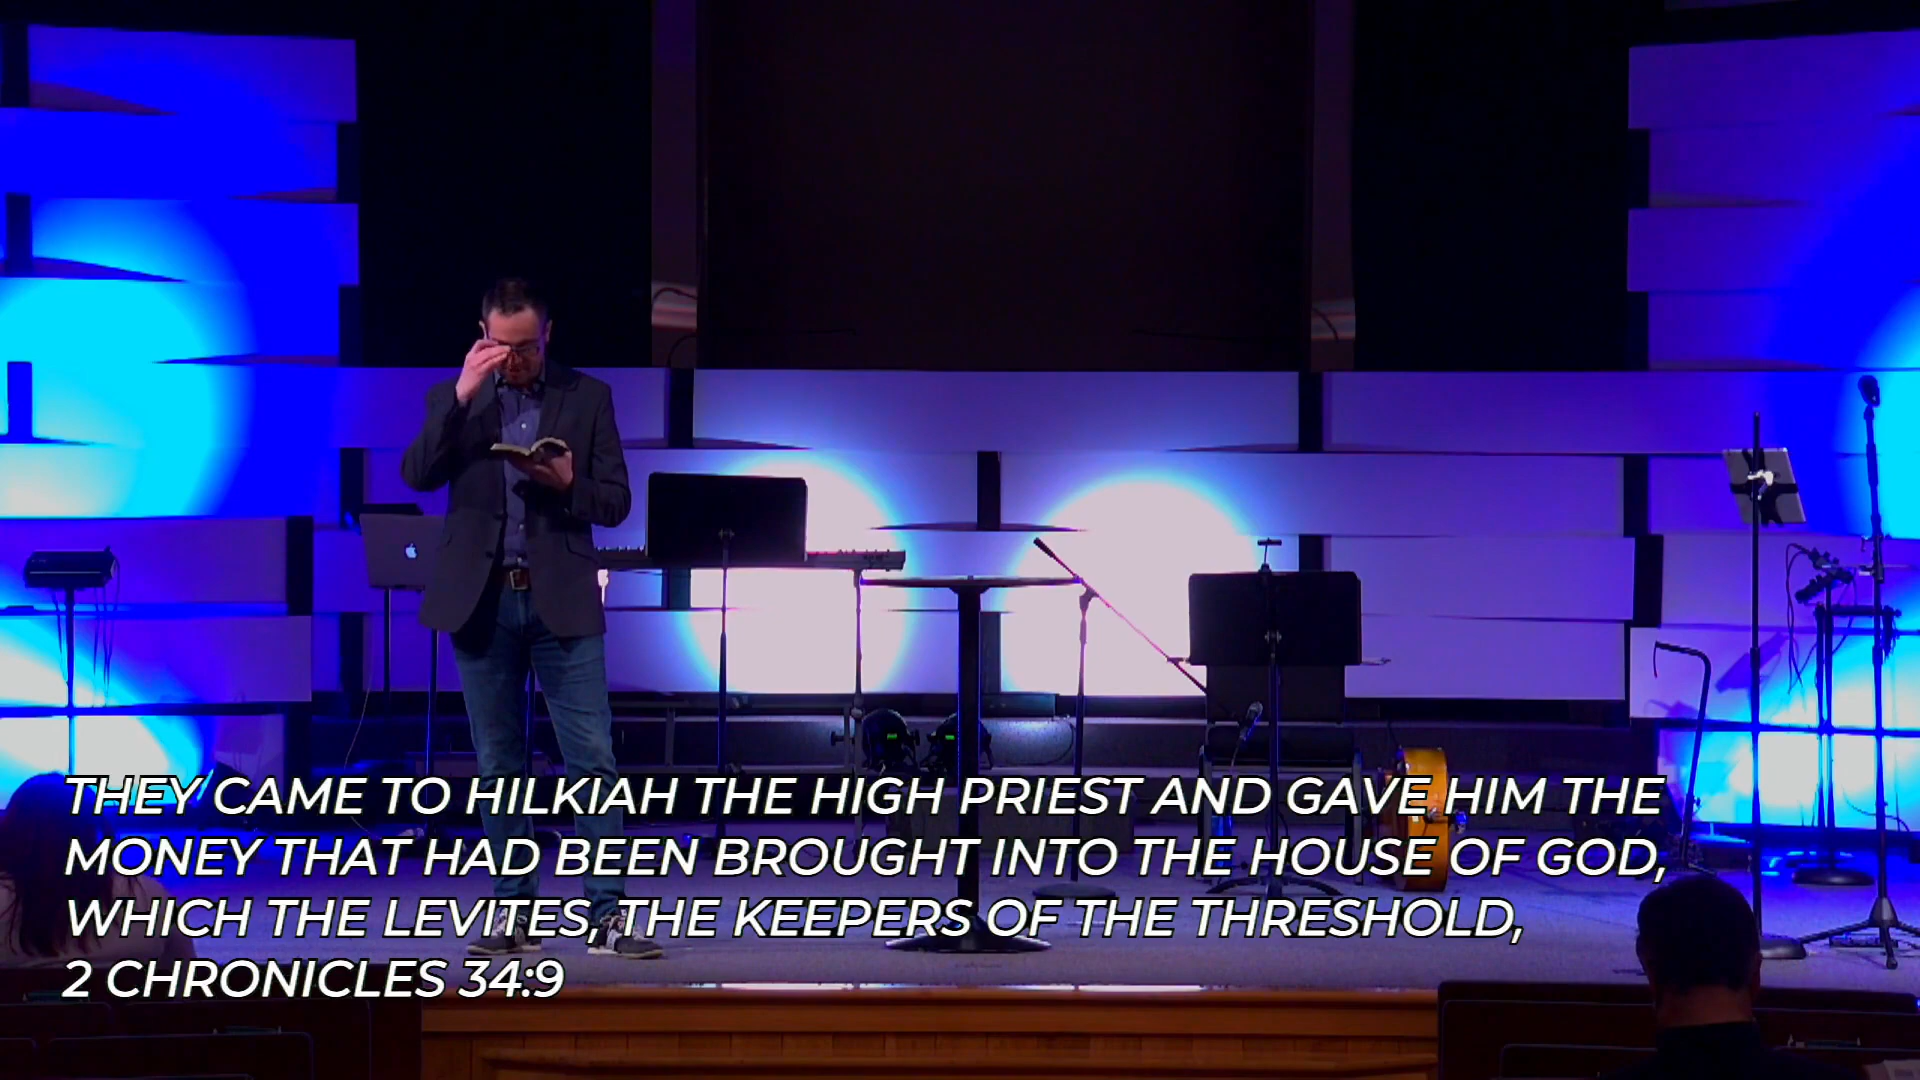 THEY CAME TO HILKIAH THE HIGH PRIEST AND GAVE HIM THE
MONEY THAT HAD BEEN BROUGHT INTO THE HOUSE OF GOD,
WHICH THE LEVITES, THE KEEPERS OF THE THRESHOLD,
2 CHRONICLES 34:9